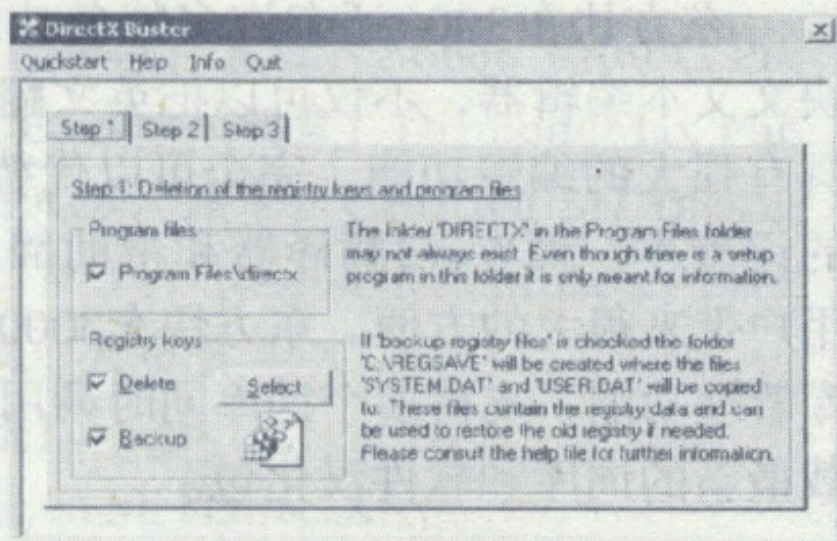 DirectX Buster
Quickstart Help Info Quit
Step 1 Step 2 Step 3
Step 1: Deletion of the registry keys and program files
Program files
Program Files\directx
The folder 'DIRECTX' in the Program Files folder
may not always exist. Even though there is a setup
program in this folder it is only meant for information.
Registry keys
Delete
Select
Backup
If 'backup registry files' is checked the folder
'C:\REGSAVE' will be created where the files
'SYSTEM.DAT' and 'USER.DAT' will be copied
to. These files contain the registry data and can
be used to restore the old registry if needed.
Please consult the help file for further information.